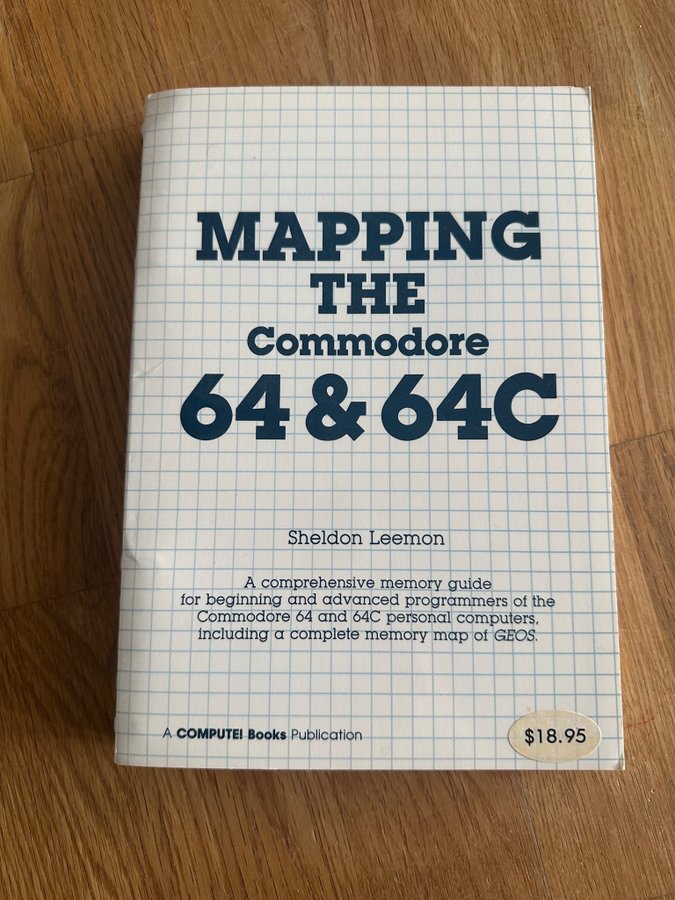 MAPPING
THE
Commodore
64 & 64C
Sheldon Leemon
A comprehensive memory guide
for beginning and advanced programmers of the
Commodore 64 and 64C personal computers,
including a complete memory map of GEOS.
A COMPUTE! Books Publication
$18.95